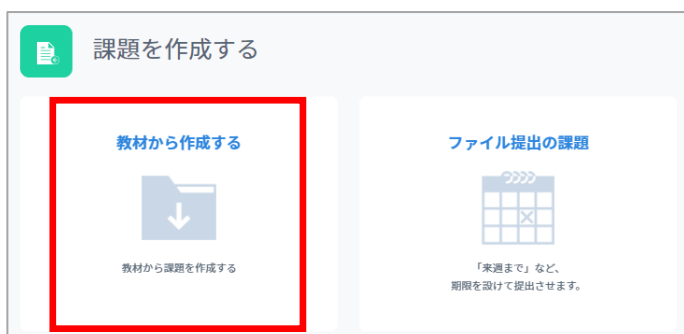 課題を作成する
教材から作成する
教材から課題を作成する
ファイル提出の課題
「来週まで」など、
期限を設けて提出させます。